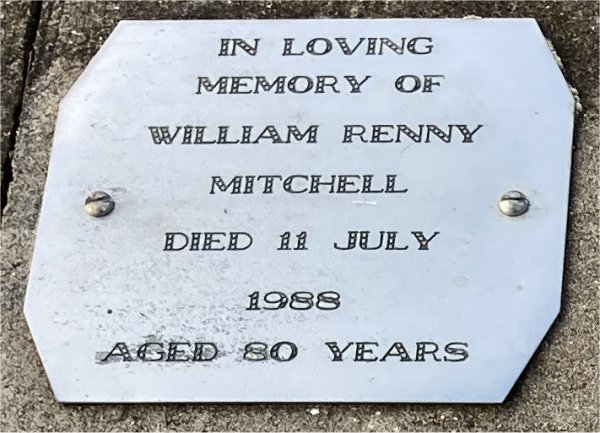 IN LOVING
MEMORY OF
WILLIAM RENNY
MITCHELL
DIED 11 JULY
1988
AGED 80 YEARS